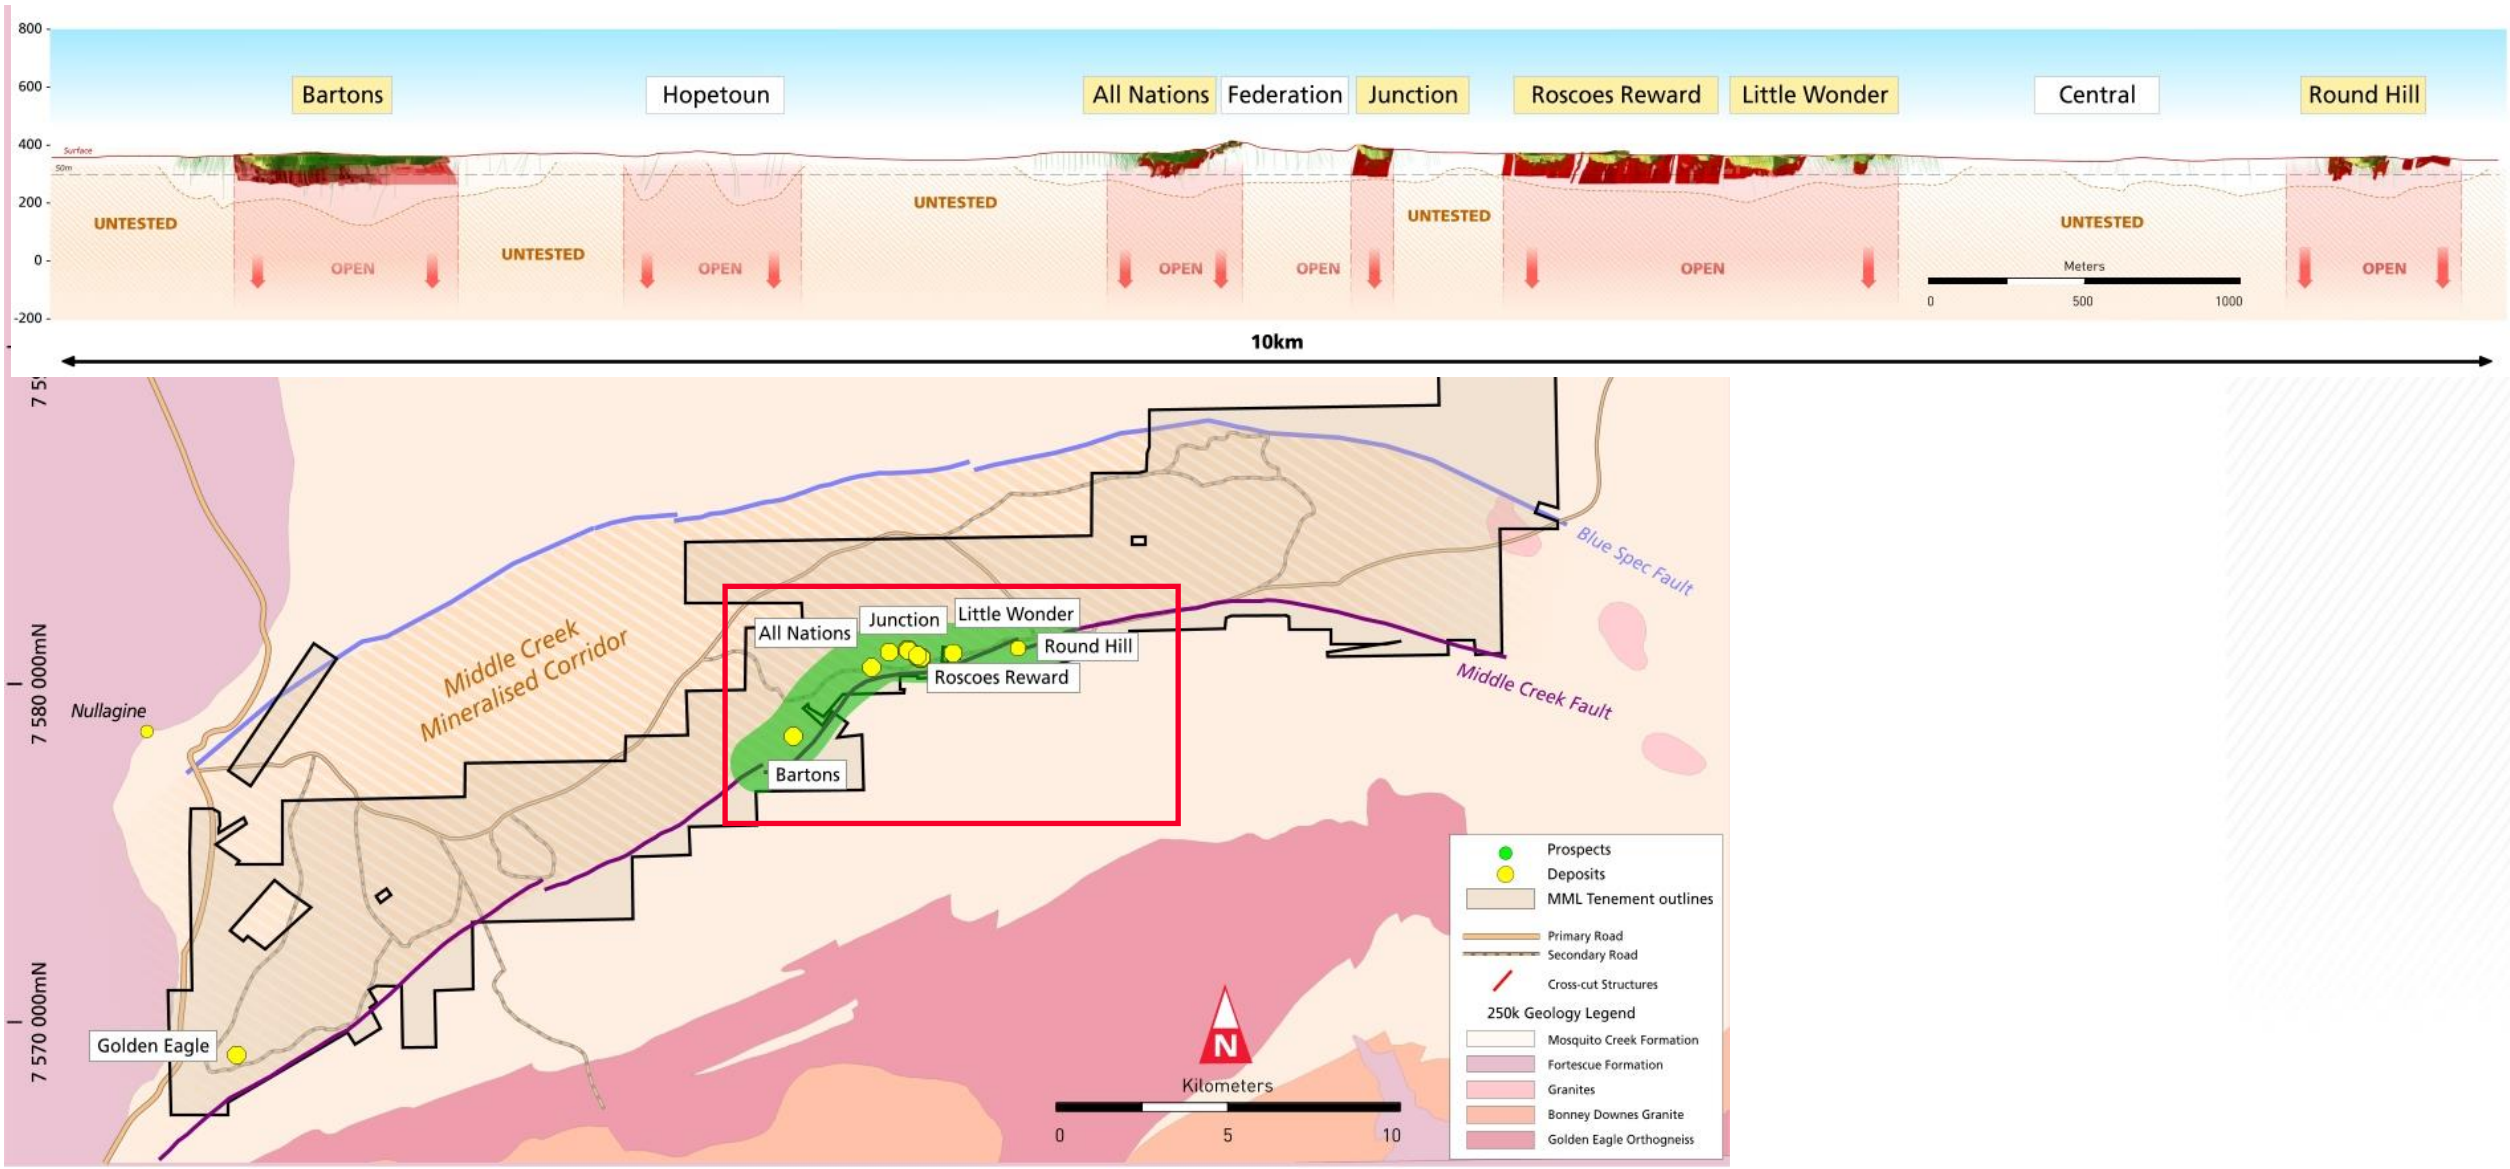 800
Bartons Hopetoun All Nations Federation Junction Roscoes Reward Little Wonder Central Round Hill
600
400
Surface
50m
200
UNTESTED UNTESTED UNTESTED UNTESTED UNTESTED
0
OPEN OPEN OPEN OPEN OPEN OPEN
Meters
0 500 1000
-200
10km
Blue Spec Fault
Middle Creek
Mineralised Corridor
Little Wonder
Junction
All Nations
Round Hill
Roscoes Reward
Middle Creek Fault
7 580 000mN
Nullagine
Bartons
Prospects
Deposits
MML Tenement outlines
Primary Road
Secondary Road
Cross-cut Structures
250k Geology Legend
Mosquito Creek Formation
Fortescue Formation
Granites
Bonney Downes Granite
Golden Eagle Orthogneiss
7 570 000mN
Golden Eagle
N
Kilometers
0 5 10